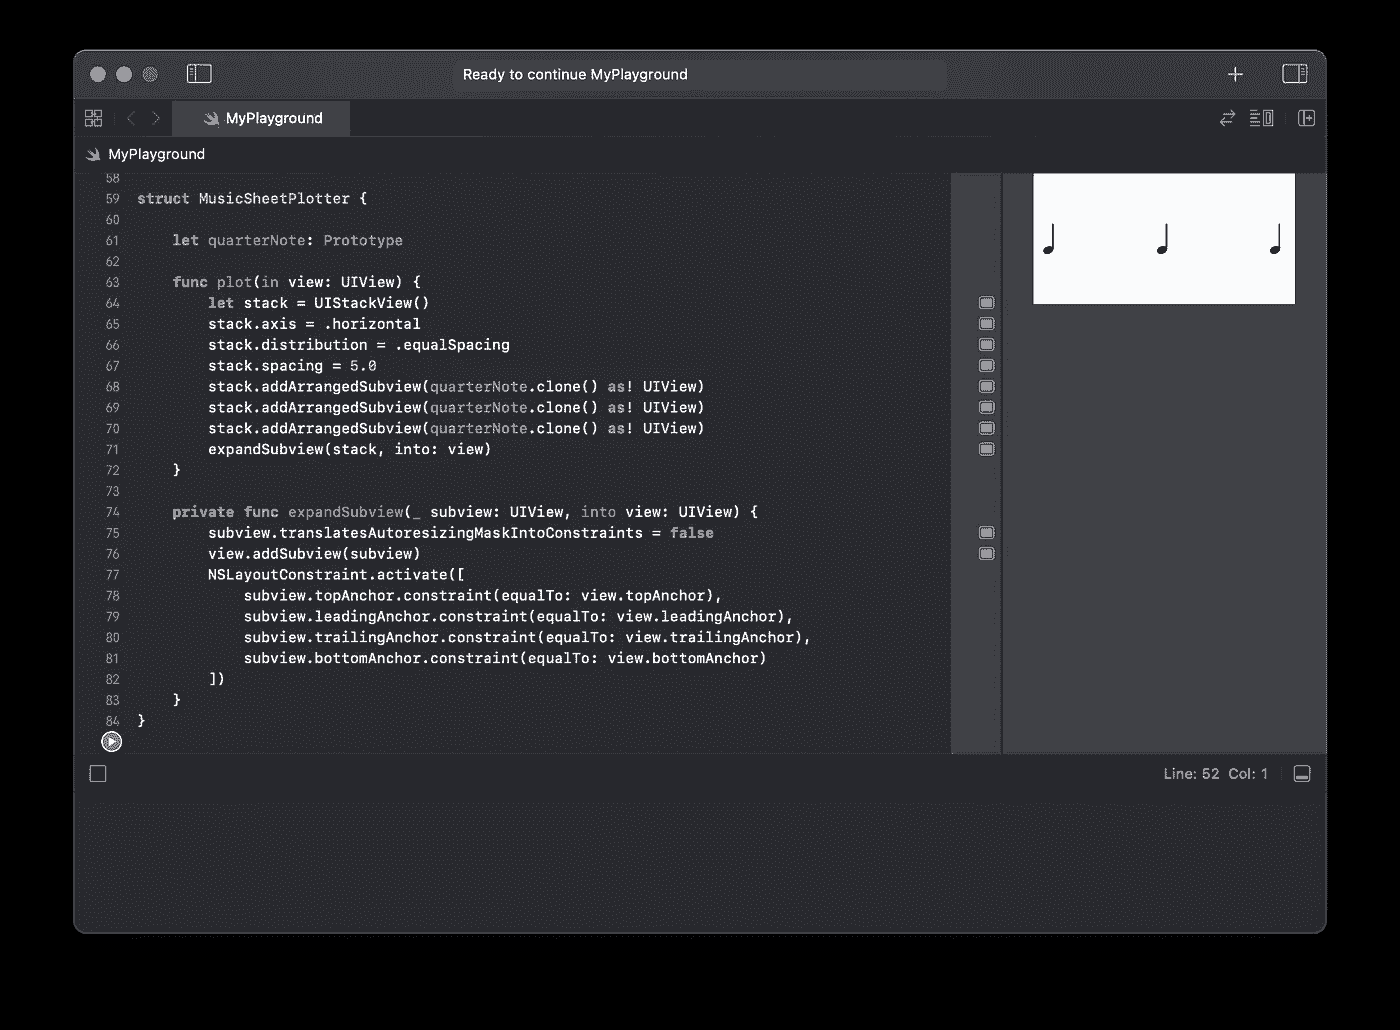 Ready to continue MyPlayground
MyPlayground
MyPlayground
58
59 struct MusicSheetPlotter {
60
61     let quarterNote: Prototype
62
63     func plot(in view: UIView) {
64         let stack = UIStackView()
65         stack.axis = .horizontal
66         stack.distribution = .equalSpacing
67         stack.spacing = 5.0
68         stack.addArrangedSubview(quarterNote.clone() as! UIView)
69         stack.addArrangedSubview(quarterNote.clone() as! UIView)
70         stack.addArrangedSubview(quarterNote.clone() as! UIView)
71         expandSubview(stack, into: view)
72     }
73
74     private func expandSubview(_ subview: UIView, into view: UIView) {
75         subview.translatesAutoresizingMaskIntoConstraints = false
76         view.addSubview(subview)
77         NSLayoutConstraint.activate([
78             subview.topAnchor.constraint(equalTo: view.topAnchor),
79             subview.leadingAnchor.constraint(equalTo: view.leadingAnchor),
80             subview.trailingAnchor.constraint(equalTo: view.trailingAnchor),
81             subview.bottomAnchor.constraint(equalTo: view.bottomAnchor)
82         ])
83     }
84 }
Line: 52 Col: 1